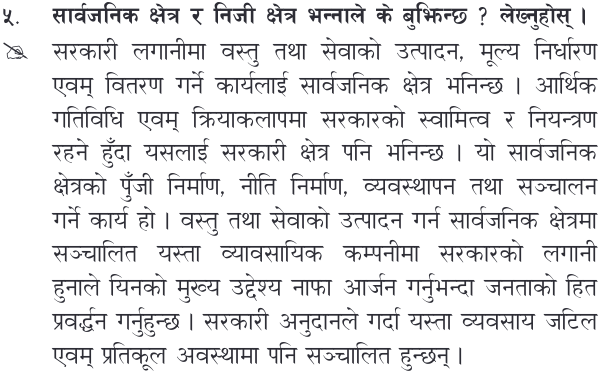 ५. सार्वजनिक क्षेत्र र निजी क्षेत्र भन्नाले के बुझिन्छ ? लेख्नुहोस् ।
सरकारी लगानीमा वस्तु तथा सेवाको उत्पादन, मूल्य निर्धारण
एवम् वितरण गर्ने कार्यलाई सार्वजनिक क्षेत्र भनिन्छ । आर्थिक
गतिविधि एवम् क्रियाकलापमा सरकारको स्वामित्व र नियन्त्रण
रहने हुँदा यसलाई सरकारी क्षेत्र पनि भनिन्छ । यो सार्वजनिक
क्षेत्रको पुँजी निर्माण, नीति निर्माण, व्यवस्थापन तथा सञ्चालन
गर्ने कार्य हो । वस्तु तथा सेवाको उत्पादन गर्न सार्वजनिक क्षेत्रमा
सञ्चालित यस्ता व्यावसायिक कम्पनीमा सरकारको लगानी
हुनाले यिनको मुख्य उद्देश्य नाफा आर्जन गर्नुभन्दा जनताको हित
प्रवर्द्धन गर्नुहुन्छ । सरकारी अनुदानले गर्दा यस्ता व्यवसाय जटिल
एवम् प्रतिकूल अवस्थामा पनि सञ्चालित हुन्छन् ।